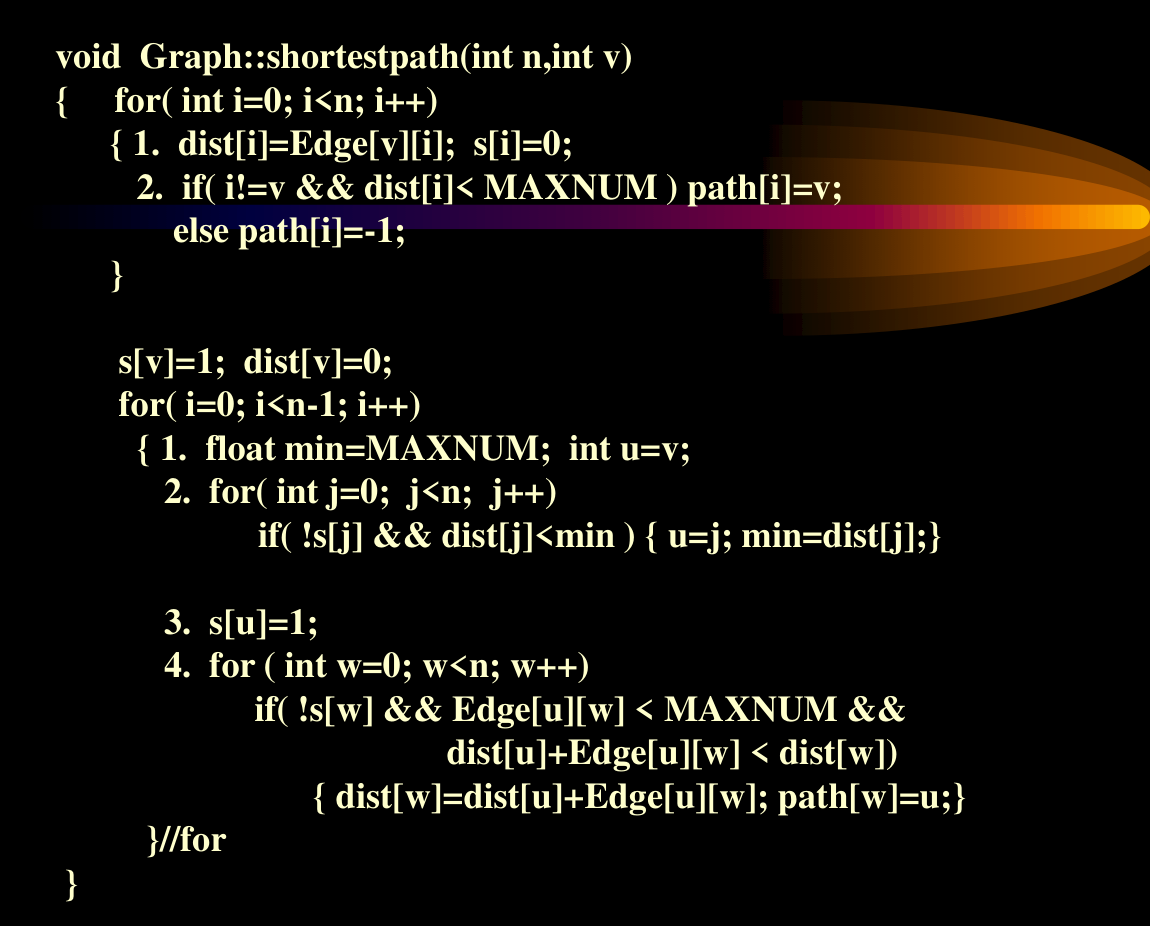 void Graph::shortestpath(int n,int v)
{ for( int i=0; i<n; i++)
{ 1. dist[i]=Edge[v][i]; s[i]=0;
2. if( i!=v && dist[i]< MAXNUM ) path[i]=v;
else path[i]=-1;
}
s[v]=1; dist[v]=0;
for( i=0; i<n-1; i++)
{ 1. float min=MAXNUM; int u=v;
2. for( int j=0; j<n; j++)
if( !s[j] && dist[j]<min ) { u=j; min=dist[j];}
3. s[u]=1;
4. for ( int w=0; w<n; w++)
if( !s[w] && Edge[u][w] < MAXNUM &&
dist[u]+Edge[u][w] < dist[w])
{ dist[w]=dist[u]+Edge[u][w]; path[w]=u;}
}//for
}